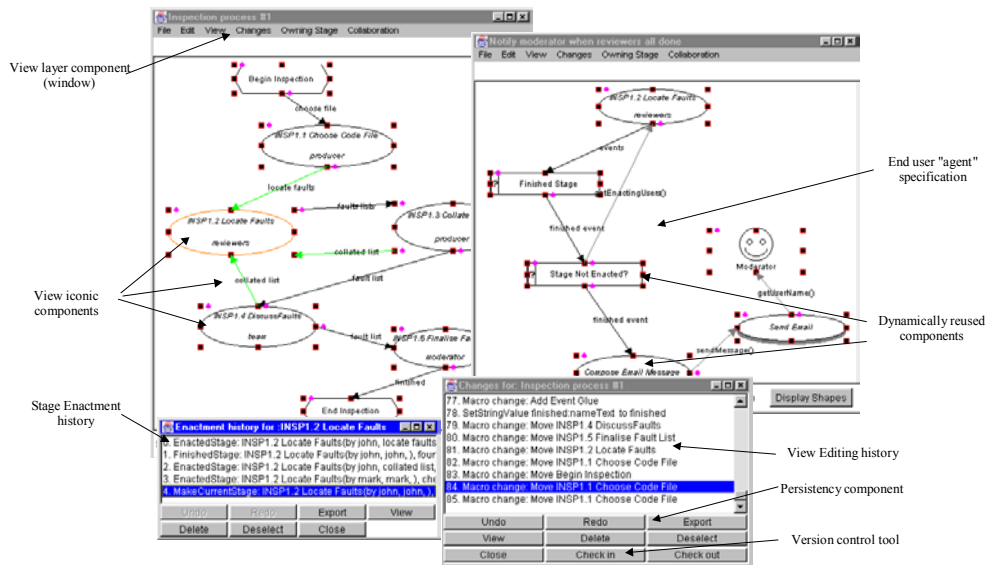 Inspection process #1
File Edit View Changes Owning Stage Collaboration
View layer component
(window)
Begin Inspection
choose file
INSP1.1 Choose Code File
producer
locate faults
INSP1.2 Locate Faults
reviewers
faults lists
INSP1.3 Collate
producer
collated list
collated list
fault list
View iconic
components
INSP1.4 DiscussFaults
team
fault list
INSP1.5 Finalise Fa
moderator
finished
End Inspection
Stage Enactment
history
Notify moderator when reviewers all done
File Edit View Changes Owning Stage Collaboration
INSP1.2 Locate Faults
reviewers
events
? Finished Stage
getEnactingUsers()
finished event
? Stage Not Enacted?
finished event
Moderator
getUserName()
Send Email
sendMessage()
Compose Email Message
Display Shapes
End user "agent"
specification
Dynamically reused
components
Enactment history for :INSP1.2 Locate Faults
0. EnactedStage: INSP1.2 Locate Faults(by john, locate faults
1. FinishedStage: INSP1.2 Locate Faults(by john, john, ), four
2. EnactedStage: INSP1.2 Locate Faults(by john, collated list,
3. EnactedStage: INSP1.2 Locate Faults(by mark, mark, ), che
4. MakeCurrentStage: INSP1.2 Locate Faults(by john, john, ),
Undo Redo Export View
Delete Deselect Close
Changes for: Inspection process #1
77. Macro change: Add Event Glue
78. SetStringValue finished:nameText to finished
79. Macro change: Move INSP1.4 DiscussFaults
80. Macro change: Move INSP1.5 Finalise Fault List
81. Macro change: Move INSP1.2 Locate Faults
82. Macro change: Move INSP1.1 Choose Code File
83. Macro change: Move Begin Inspection
84. Macro change: Move INSP1.1 Choose Code File
85. Macro change: Move INSP1.1 Choose Code File
Undo Redo Export
View Delete Deselect
Close Check in Check out
View Editing history
Persistency component
Version control tool